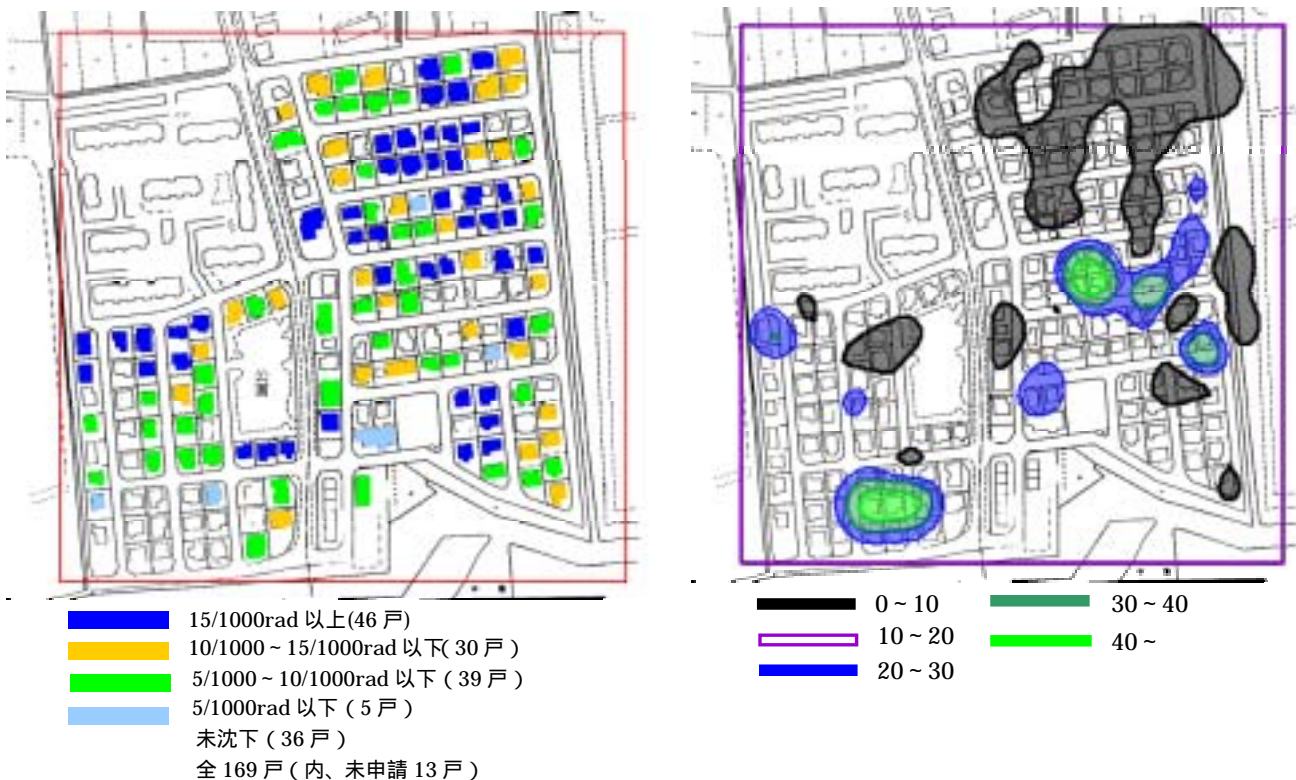 公園
15/1000rad 以上(46 戸)
10/1000 ~ 15/1000rad 以下( 30 戸 )
5/1000 ~ 10/1000rad 以下 ( 39 戸 )
5/1000rad 以下 ( 5 戸 )
未沈下 ( 36 戸 )
全 169 戸 ( 内、未申請 13 戸 )
0 ~ 10
10 ~ 20
20 ~ 30
30 ~ 40
40 ~